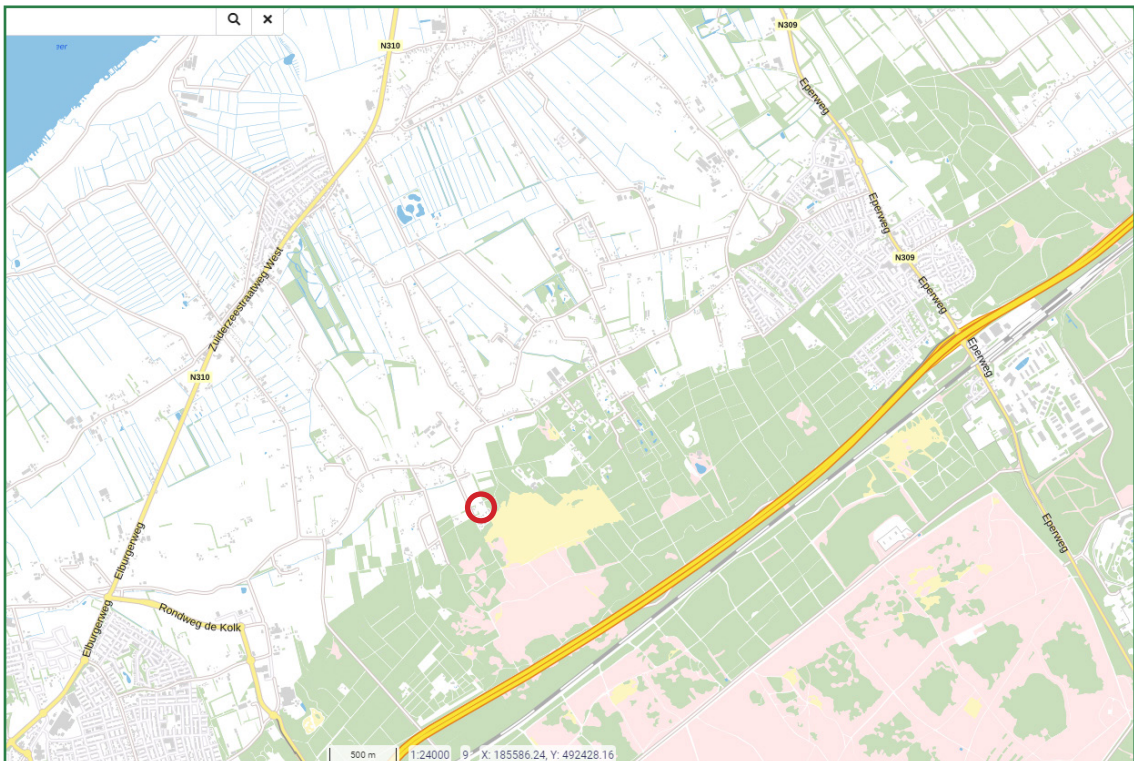 N309
N310
Eperweg
Eperweg
N309
Eperweg
Eperweg
Zuiderzeestraatweg West
N310
Eperweg
Elburgerweg
Elburgerweg
Rondweg de Kolk
500 m
1:24000
9
X: 185586.24, Y: 492428.16